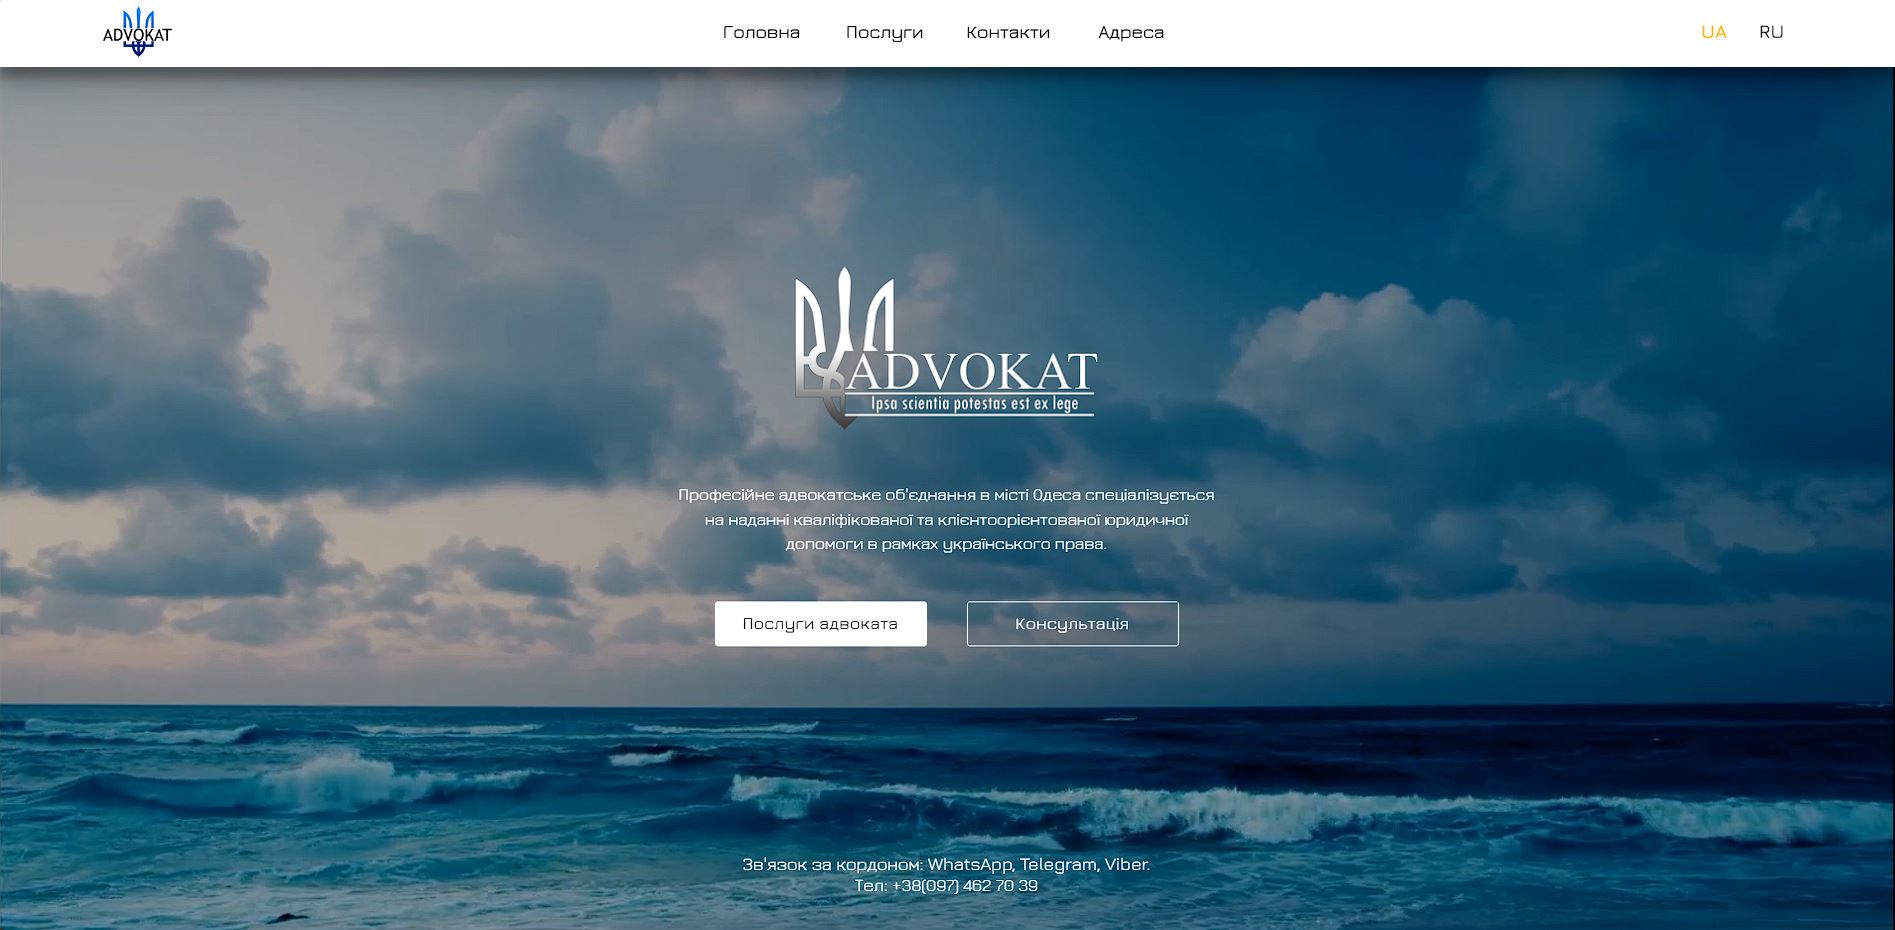 ADVOKAT
Головна
Послуги
Контакти
Адреса
UA
RU
ADVOKAT
Ipsa scientia potestas est ex lege
Професійне адвокатське об'єднання в місті Одеса спеціалізується
на наданні кваліфікованої та клієнтоорієнтованої юридичної
допомоги в рамках українського права.
Послуги адвоката
Консультація
Зв'язок за кордоном: WhatsApp, Telegram, Viber.
Тел: +38(097) 462 70 39